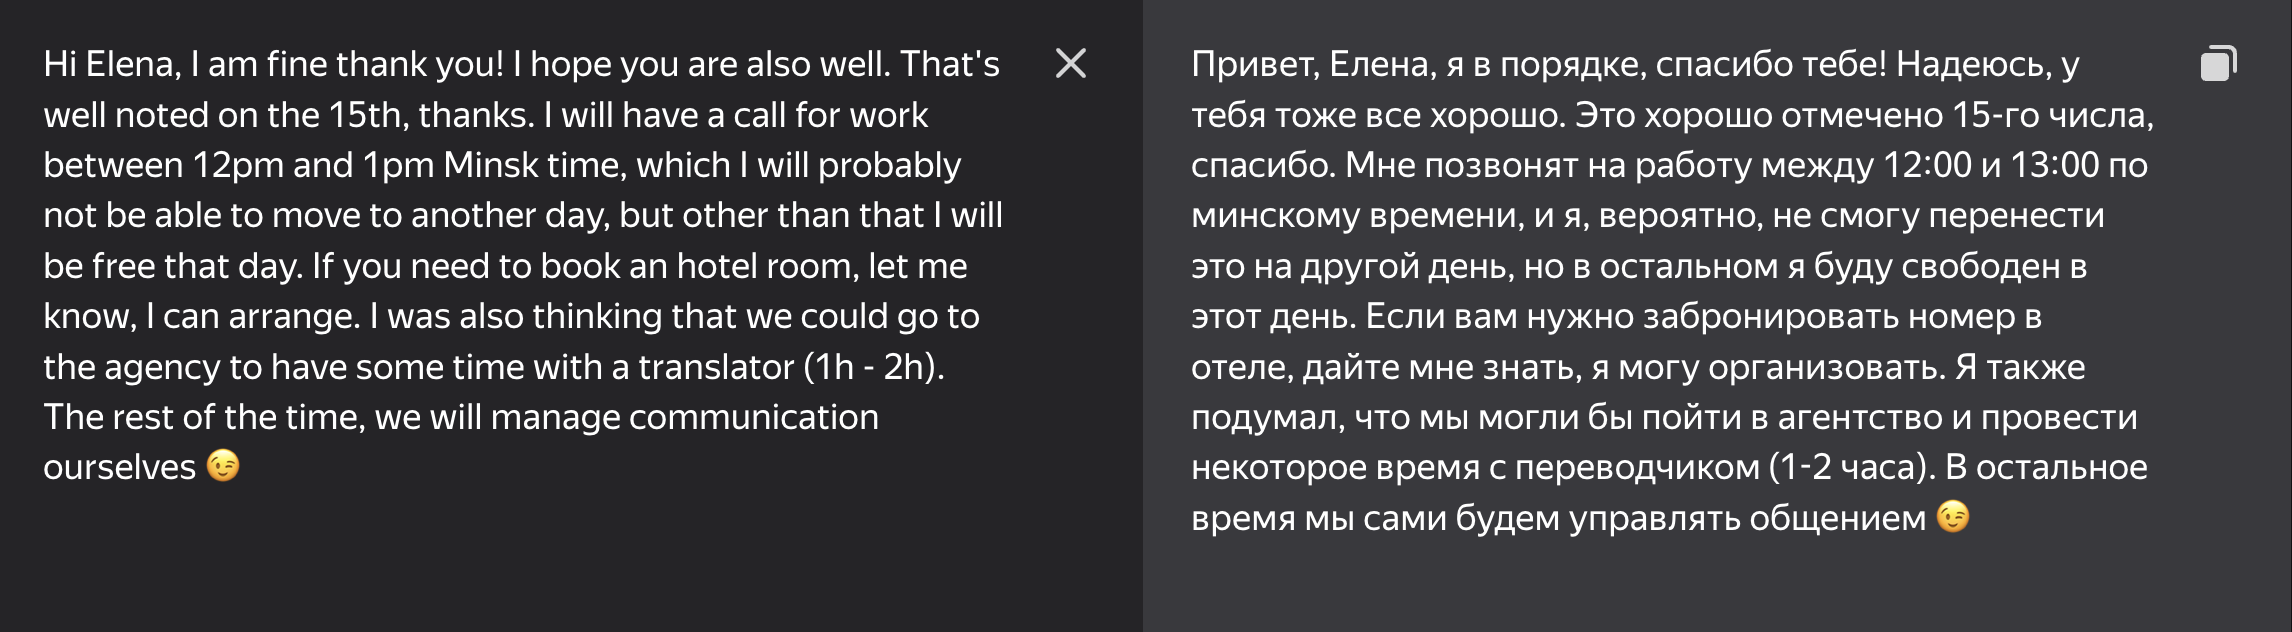 Hi Elena, I am fine thank you! I hope you are also well. That's
well noted on the 15th, thanks. I will have a call for work
between 12pm and 1pm Minsk time, which I will probably
not be able to move to another day, but other than that I will
be free that day. If you need to book an hotel room, let me
know, I can arrange. I was also thinking that we could go to
the agency to have some time with a translator (1h - 2h).
The rest of the time, we will manage communication
ourselves 😉
Привет, Елена, я в порядке, спасибо тебе! Надеюсь, у
тебя тоже все хорошо. Это хорошо отмечено 15-го числа,
спасибо. Мне позвонят на работу между 12:00 и 13:00 по
минскому времени, и я, вероятно, не смогу перенести
это на другой день, но в остальном я буду свободен в
этот день. Если вам нужно забронировать номер в
отеле, дайте мне знать, я могу организовать. Я также
подумал, что мы могли бы пойти в агентство и провести
некоторое время с переводчиком (1-2 часа). В остальное
время мы сами будем управлять общением 😉